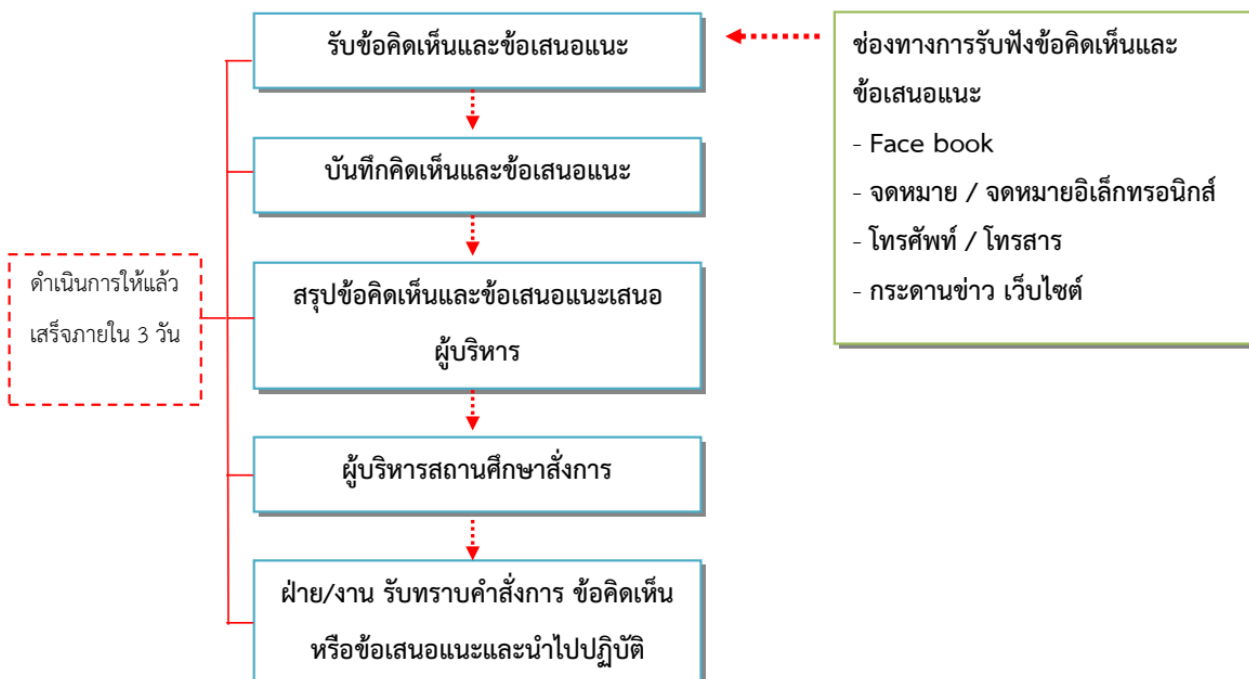 รับข้อคิดเห็นและข้อเสนอแนะ
บันทึกคิดเห็นและข้อเสนอแนะ
สรุปข้อคิดเห็นและข้อเสนอแนะเสนอ
ผู้บริหาร
ผู้บริหารสถานศึกษาสั่งการ
ฝ่าย/งาน รับทราบคำสั่งการ ข้อคิดเห็น
หรือข้อเสนอแนะและนำไปปฏิบัติ
ดำเนินการให้แล้ว
เสร็จภายใน 3 วัน
ช่องทางการรับฟังข้อคิดเห็นและ
ข้อเสนอแนะ
- Face book
- จดหมาย / จดหมายอิเล็กทรอนิกส์
- โทรศัพท์ / โทรสาร
- กระดานข่าว เว็บไซต์